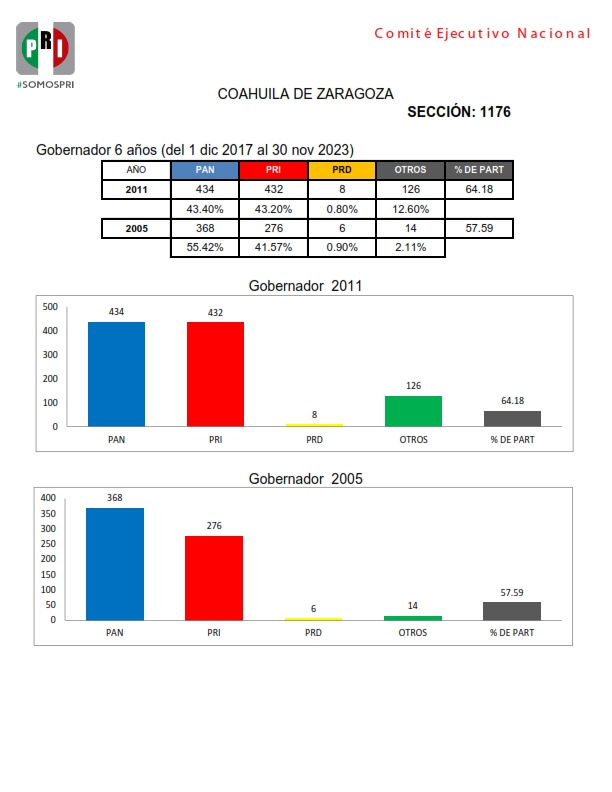 PRI
#SOMOSPRI
Comité Ejecutivo Nacional
COAHUILA DE ZARAGOZA
SECCIÓN: 1176
Gobernador 6 años (del 1 dic 2017 al 30 nov 2023)
AÑO PAN PRI PRD OTROS % DE PART
2011 434 432 8 126 64.18
43.40% 43.20% 0.80% 12.60%
2005 368 276 6 14 57.59
55.42% 41.57% 0.90% 2.11%
Gobernador 2011
500
400
300
200
100
0
434 432 8 126 64.18
PAN PRI PRD OTROS % DE PART
Gobernador 2005
400
350
300
250
200
150
100
50
0
368 276 6 14 57.59
PAN PRI PRD OTROS % DE PART